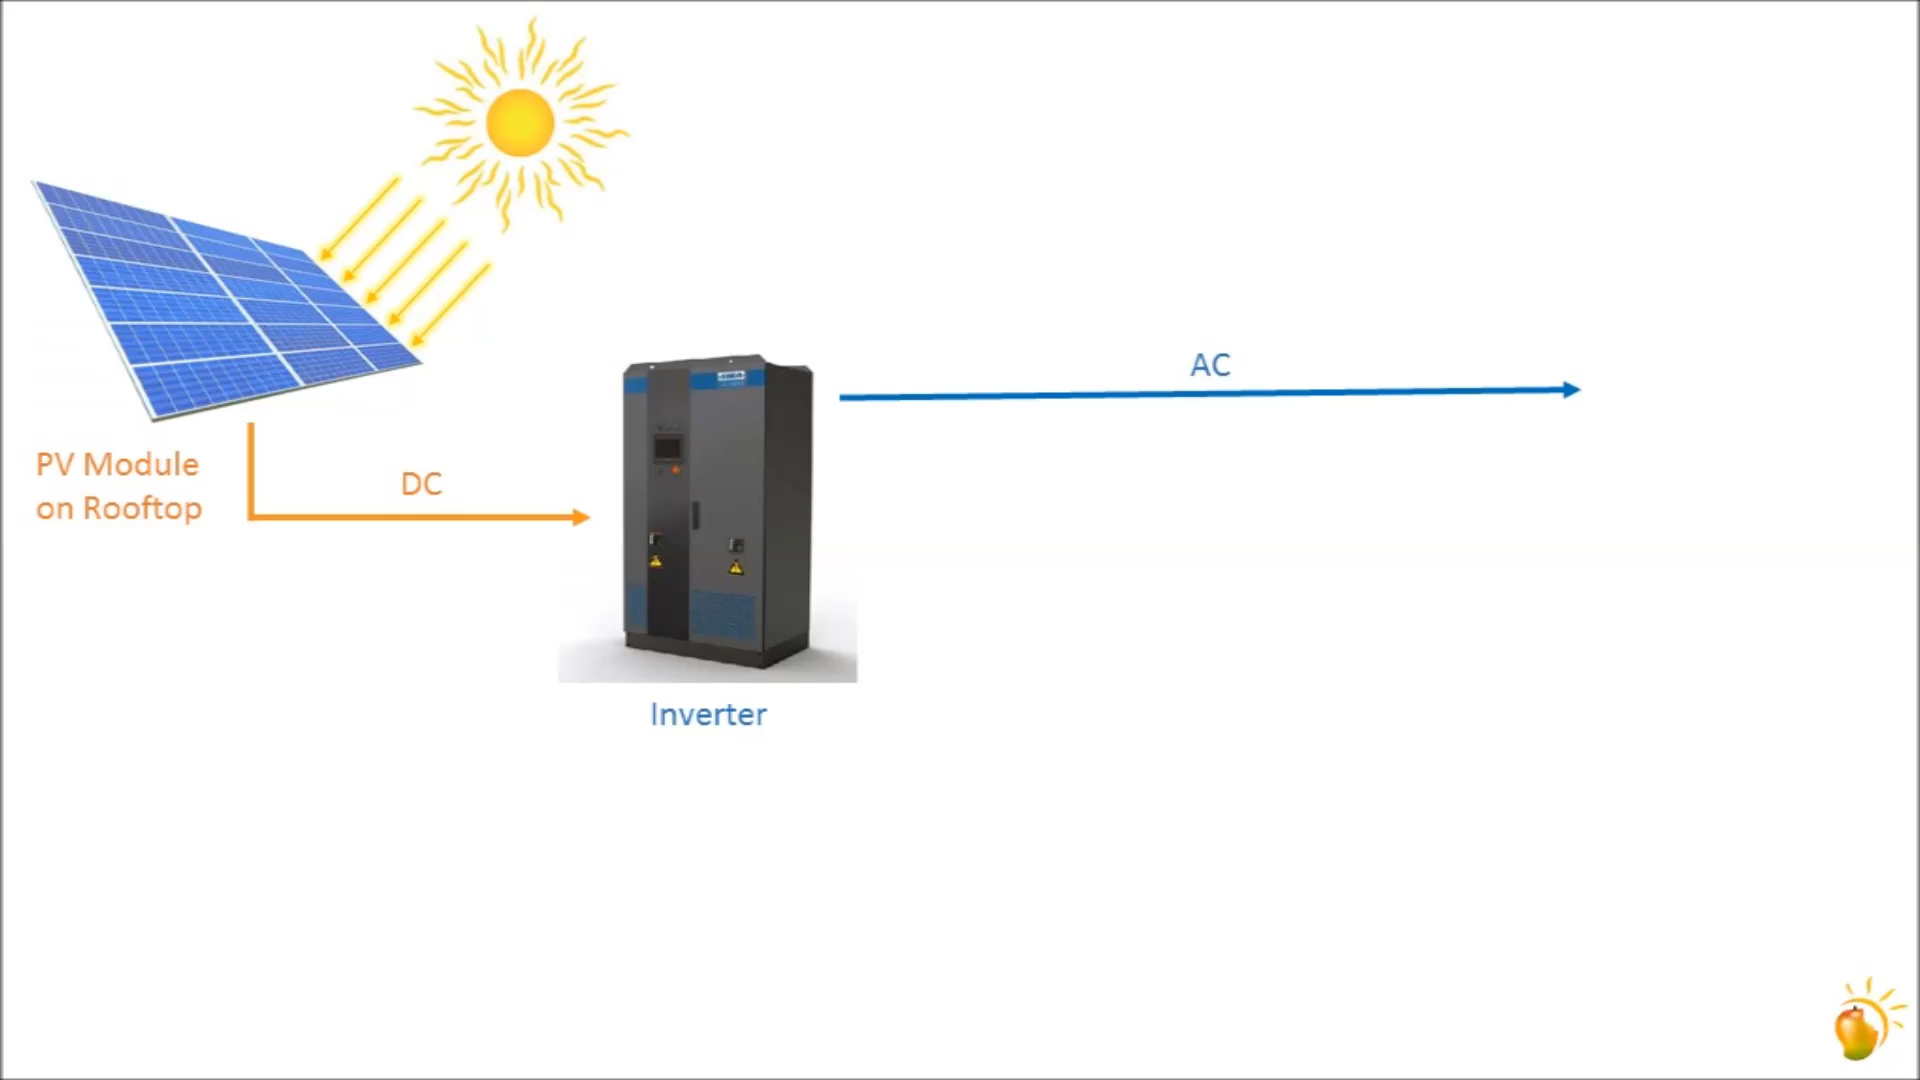 AC
PV Module
on Rooftop
DC
Inverter